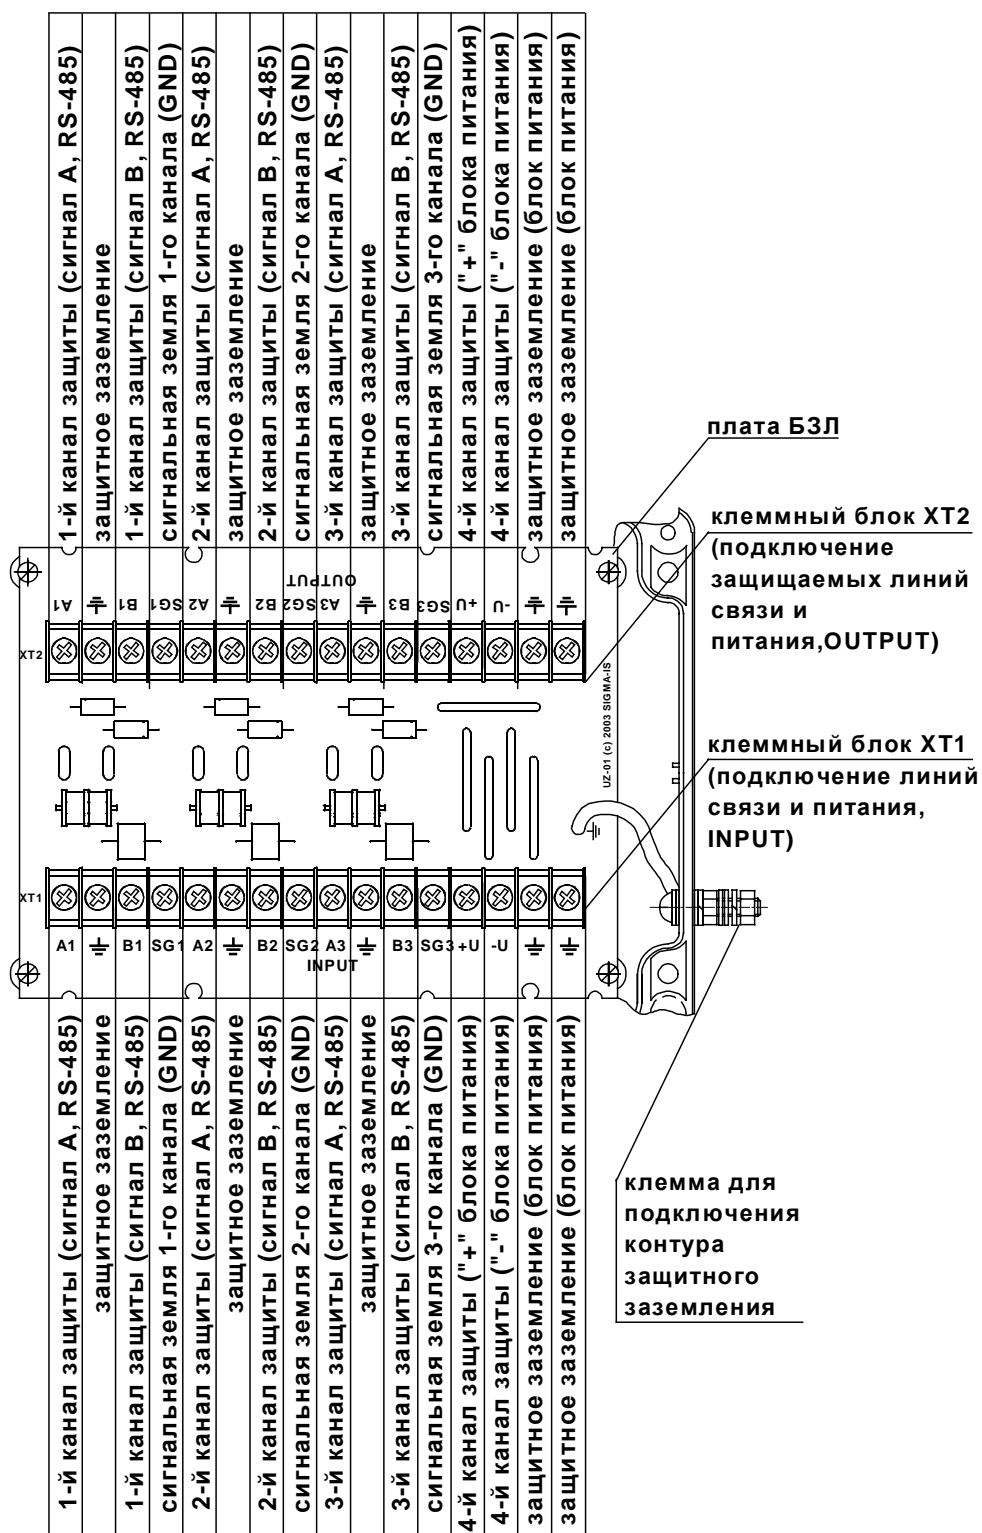 1-й канал защиты (сигнал A, RS-485)
защитное заземление
1-й канал защиты (сигнал B, RS-485)
сигнальная земля 1-го канала (GND)
2-й канал защиты (сигнал A, RS-485)
защитное заземление
2-й канал защиты (сигнал B, RS-485)
сигнальная земля 2-го канала (GND)
3-й канал защиты (сигнал A, RS-485)
защитное заземление
3-й канал защиты (сигнал B, RS-485)
сигнальная земля 3-го канала (GND)
4-й канал защиты ("+" блока питания)
4-й канал защиты ("-" блока питания)
защитное заземление (блок питания)
защитное заземление (блок питания)
плата БЗЛ
клеммный блок XT2
(подключение
защищаемых линий
связи и
питания,OUTPUT)
OUTPUT
A1 B1 SG1 A2 B2 SG2 A3 B3 SG3 +U -U
XT2
UZ-01 (c) 2003 SIGMA-IS
клеммный блок XT1
(подключение линий
связи и питания,
INPUT)
XT1
A1 B1 SG1 A2 B2 SG2 A3 B3 SG3 +U -U
INPUT
1-й канал защиты (сигнал A, RS-485)
защитное заземление
1-й канал защиты (сигнал B, RS-485)
сигнальная земля 1-го канала (GND)
2-й канал защиты (сигнал A, RS-485)
защитное заземление
2-й канал защиты (сигнал B, RS-485)
сигнальная земля 2-го канала (GND)
3-й канал защиты (сигнал A, RS-485)
защитное заземление
3-й канал защиты (сигнал B, RS-485)
сигнальная земля 3-го канала (GND)
4-й канал защиты ("+" блока питания)
4-й канал защиты ("-" блока питания)
защитное заземление (блок питания)
защитное заземление (блок питания)
клемма для
подключения
контура
защитного
заземления